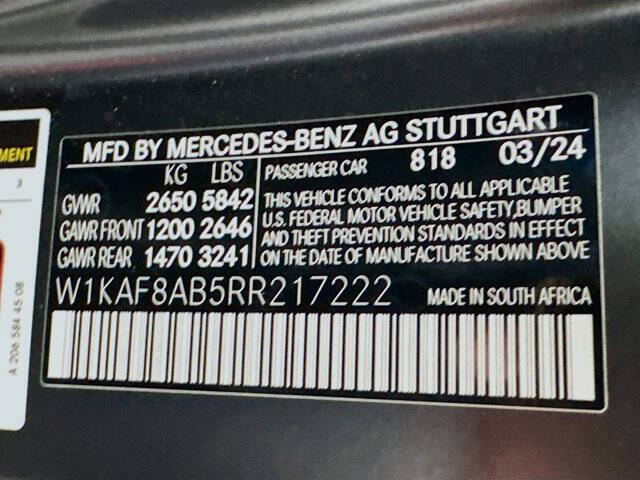 MFD BY MERCEDES-BENZ AG STUTTGART
KG LBS
GVWR 2650 5842
GAWR FRONT 1200 2646
GAWR REAR 1470 3241
PASSENGER CAR 818 03/24
THIS VEHICLE CONFORMS TO ALL APPLICABLE
U.S. FEDERAL MOTOR VEHICLE SAFETY,BUMPER
AND THEFT PREVENTION STANDARDS IN EFFECT
ON THE DATE OF MANUFACTURE SHOWN ABOVE
W1KAF8AB5RR217222 MADE IN SOUTH AFRICA
MENT
3
A 206 584 45 08